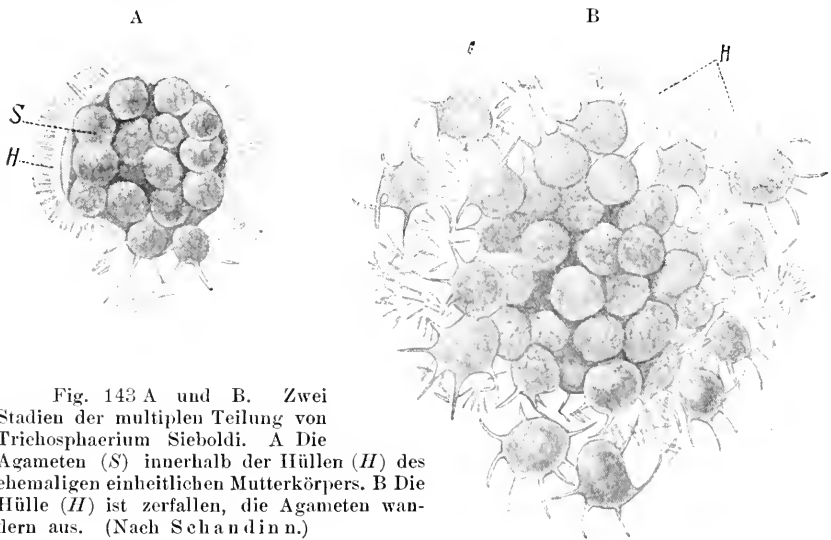 A
B
H
S
H
Fig. 143 A und B. Zwei
Stadien der multiplen Teilung von
Trichosphaerium Sieboldi. A Die
Agameten (S) innerhalb der Hüllen (H) des
ehemaligen einheitlichen Mutterkörpers. B Die
Hülle (H) ist zerfallen, die Agameten wan-
dern aus. (Nach Schaudinn.)